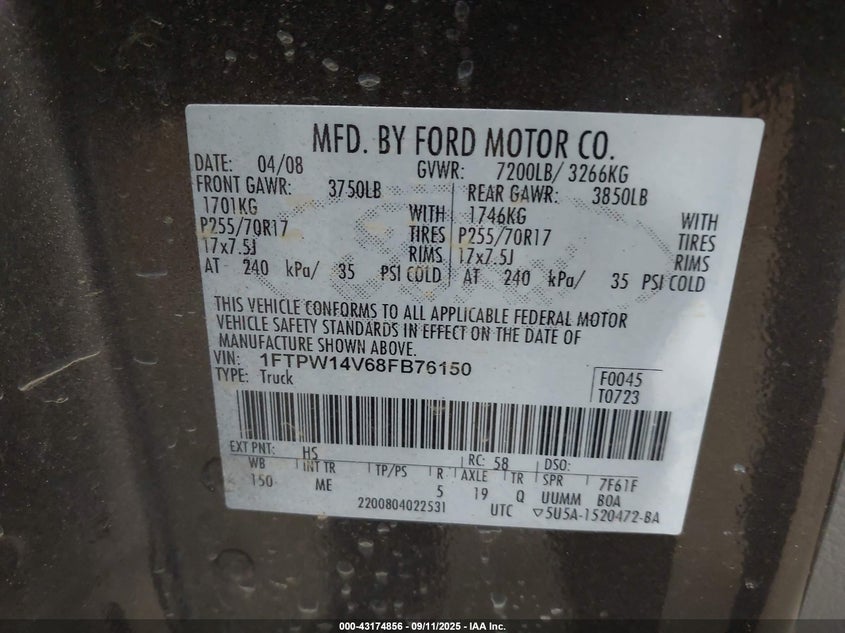 MFD. BY FORD MOTOR CO.
DATE: 04/08 GVWR: 7200LB/ 3266KG
FRONT GAWR: 3750LB REAR GAWR: 3850LB
1701KG WITH 1746KG WITH
P255/70R17 TIRES P255/70R17 TIRES
17x7.5J RIMS 17x7.5J RIMS
AT 240 kPa/ 35 PSI COLD AT 240 kPa/ 35 PSI COLD
THIS VEHICLE CONFORMS TO ALL APPLICABLE FEDERAL MOTOR
VEHICLE SAFETY STANDARDS IN EFFECT ON THE DATE OF
MANUFACTURE SHOWN ABOVE.
VIN: 1FTPW14V68FB76150
TYPE: Truck
F0045
T0723
EXT PNT: HS RC: 58 DSO:
WB INT TR TP/PS R AXLE TR SPR 7F61F
150 ME 5 19 Q UUMM BOA
2200804022531 UTC ▽5U5A-1520472-BA
000-43174856 - 09/11/2025 - IAA Inc.